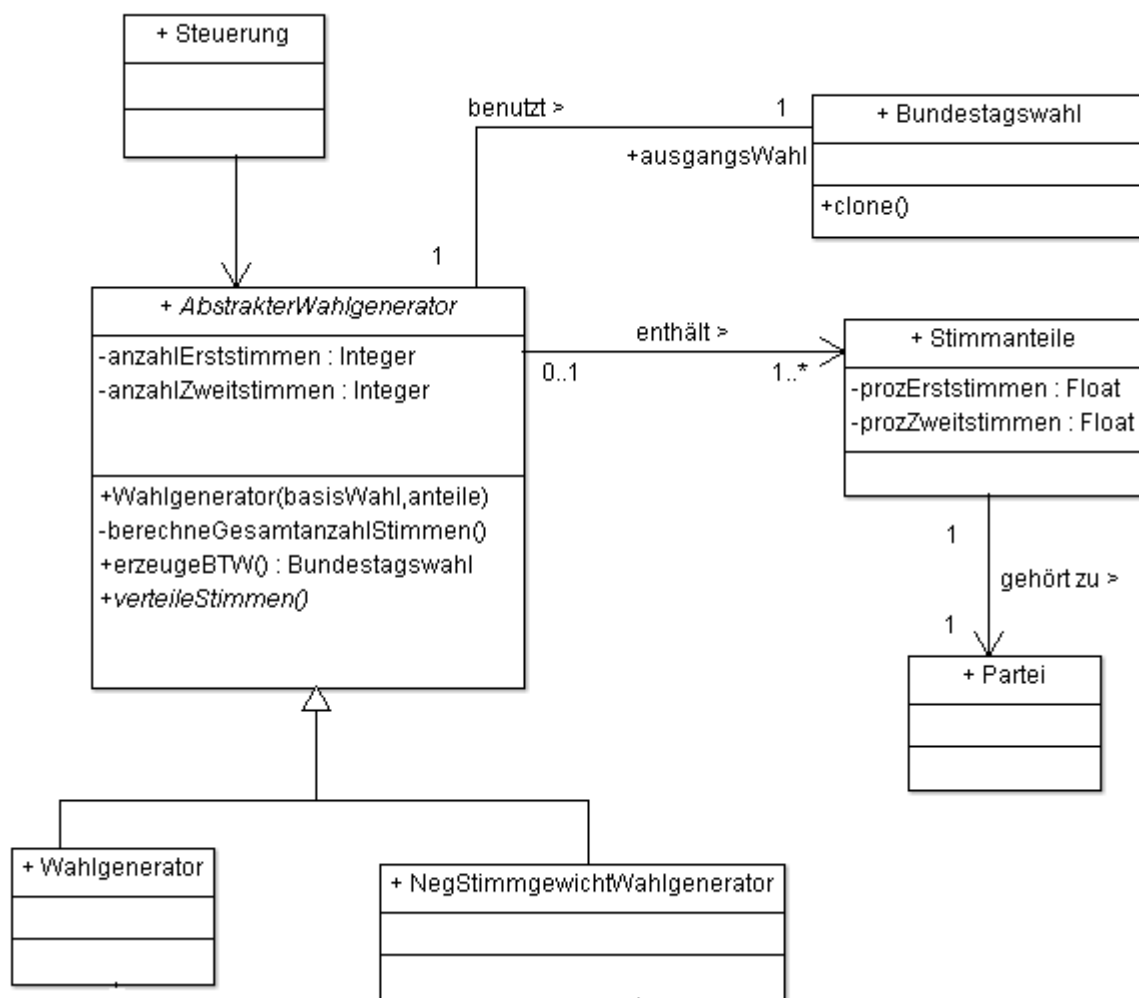 + Steuerung
benutzt >
1
+ausgangsWahl
+ Bundestagswahl
+clone()
1
+ AbstrakterWahlgenerator
-anzahlErststimmen : Integer
-anzahlZweitstimmen : Integer
+Wahlgenerator(basisWahl,anteile)
-berechneGesamtanzahlStimmen()
+erzeugeBTW() : Bundestagswahl
+verteileStimmen()
enthält >
0..1
1..*
+ Stimmanteile
-prozErststimmen : Float
-prozZweitstimmen : Float
1
gehört zu >
1
+ Partei
+ Wahlgenerator
+ NegStimmgewichtWahlgenerator